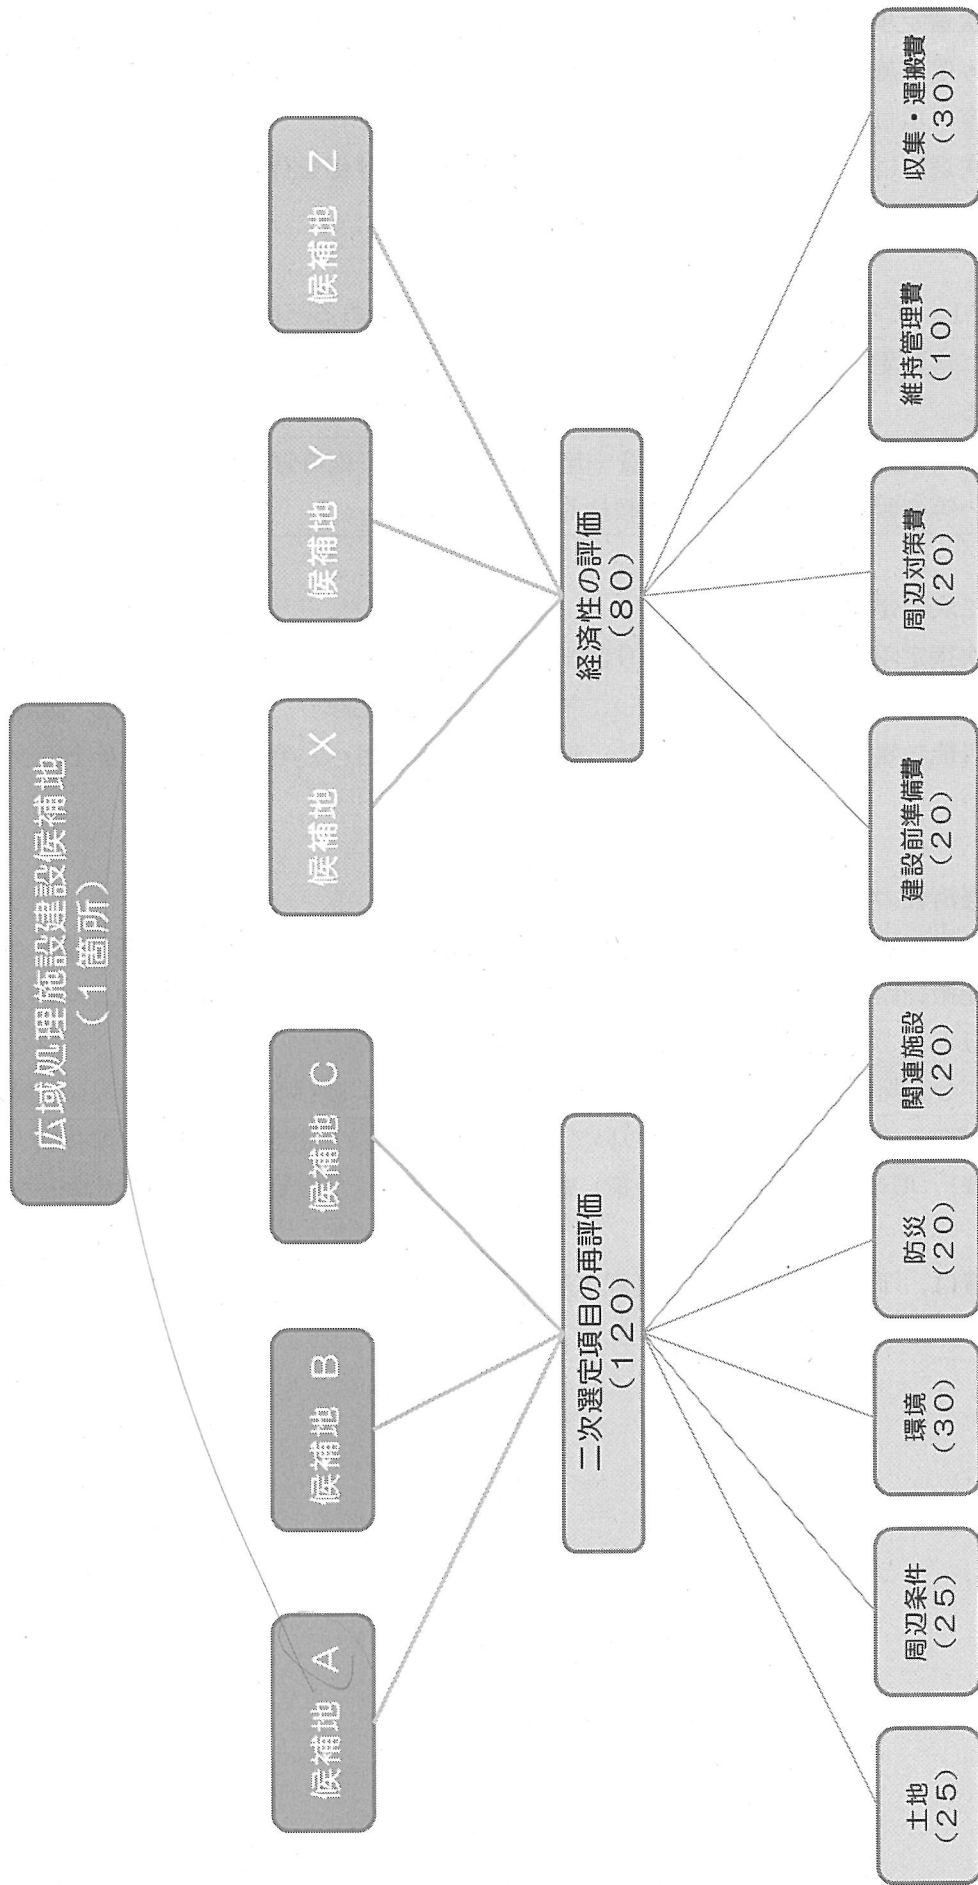 広域処理施設建設候補地
(1箇所)
候補地 A
候補地 B
候補地 C
候補地 X
候補地 Y
候補地 Z
二次選定項目の再評価
(120)
経済性の評価
(80)
土地
(25)
周辺条件
(25)
環境
(30)
防災
(20)
関連施設
(20)
建設前準備費
(20)
周辺対策費
(20)
維持管理費
(10)
収集・運搬費
(30)